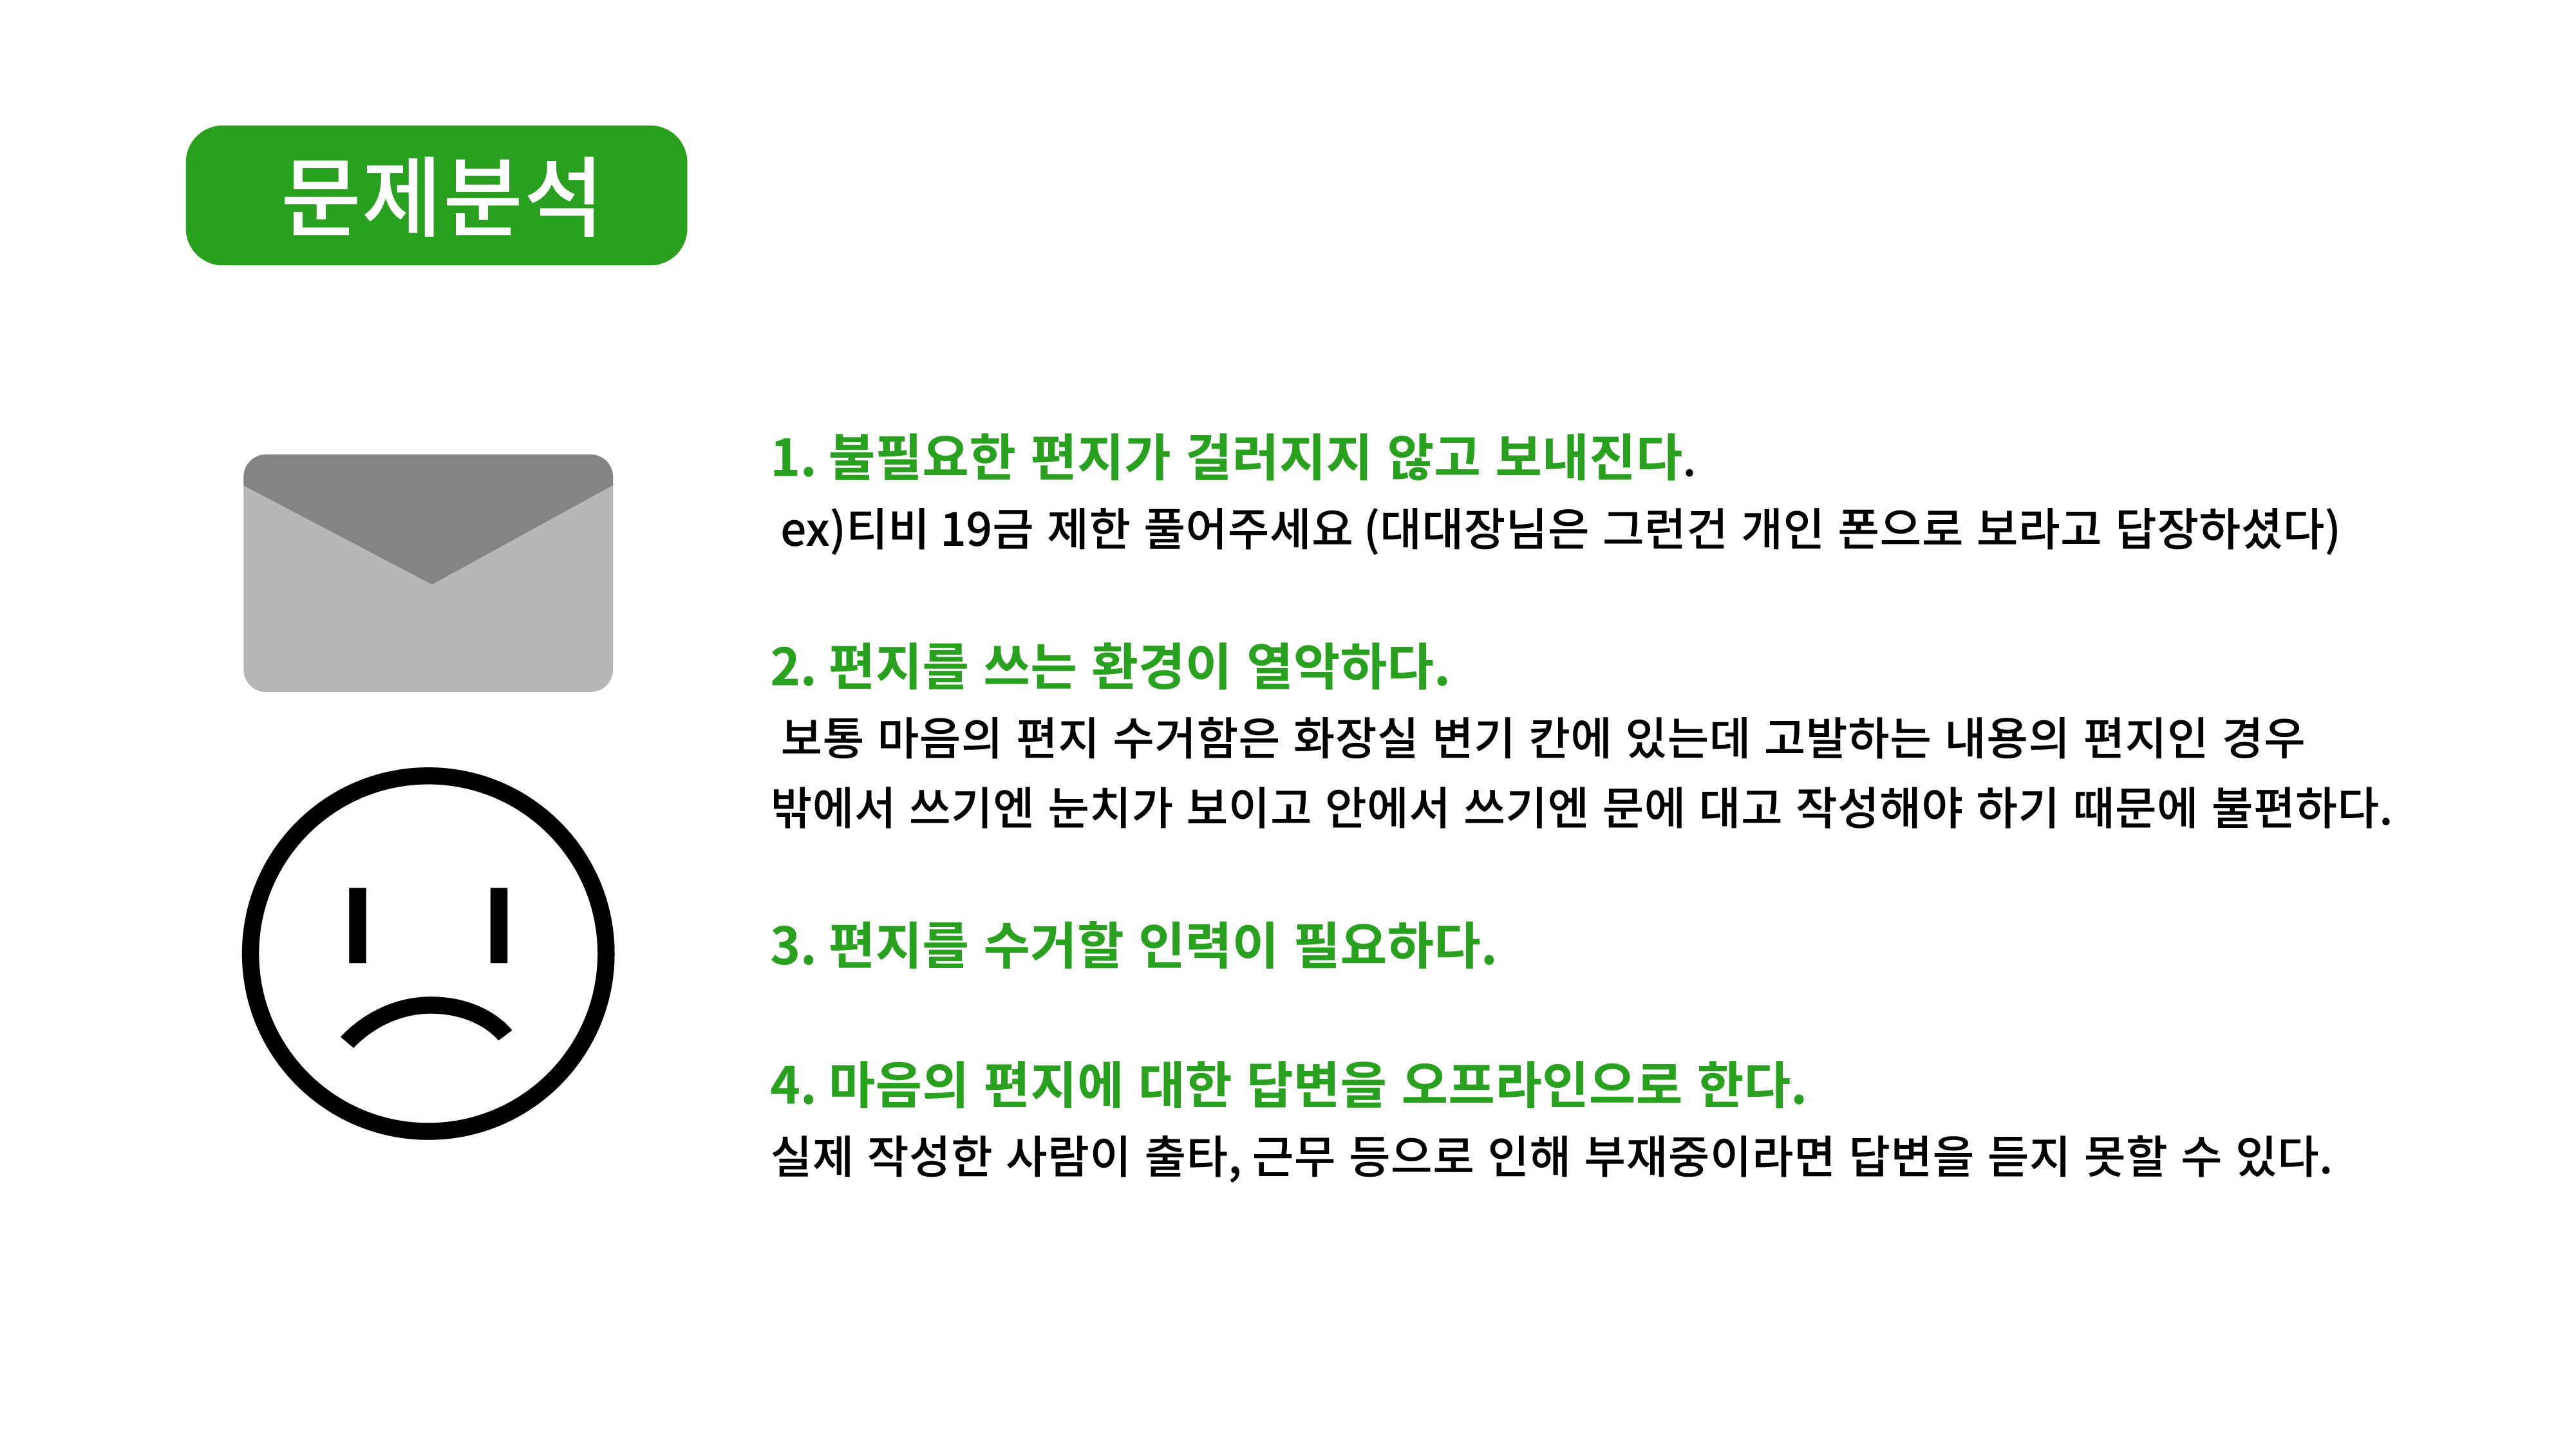 문제분석
1. 불필요한 편지가 걸러지지 않고 보내진다.
ex)티비 19금 제한 풀어주세요 (대대장님은 그런건 개인 폰으로 보라고 답장하셨다)
2. 편지를 쓰는 환경이 열악하다.
보통 마음의 편지 수거함은 화장실 변기 칸에 있는데 고발하는 내용의 편지인 경우
밖에서 쓰기엔 눈치가 보이고 안에서 쓰기엔 문에 대고 작성해야 하기 때문에 불편하다.
3. 편지를 수거할 인력이 필요하다.
4. 마음의 편지에 대한 답변을 오프라인으로 한다.
실제 작성한 사람이 출타, 근무 등으로 인해 부재중이라면 답변을 듣지 못할 수 있다.